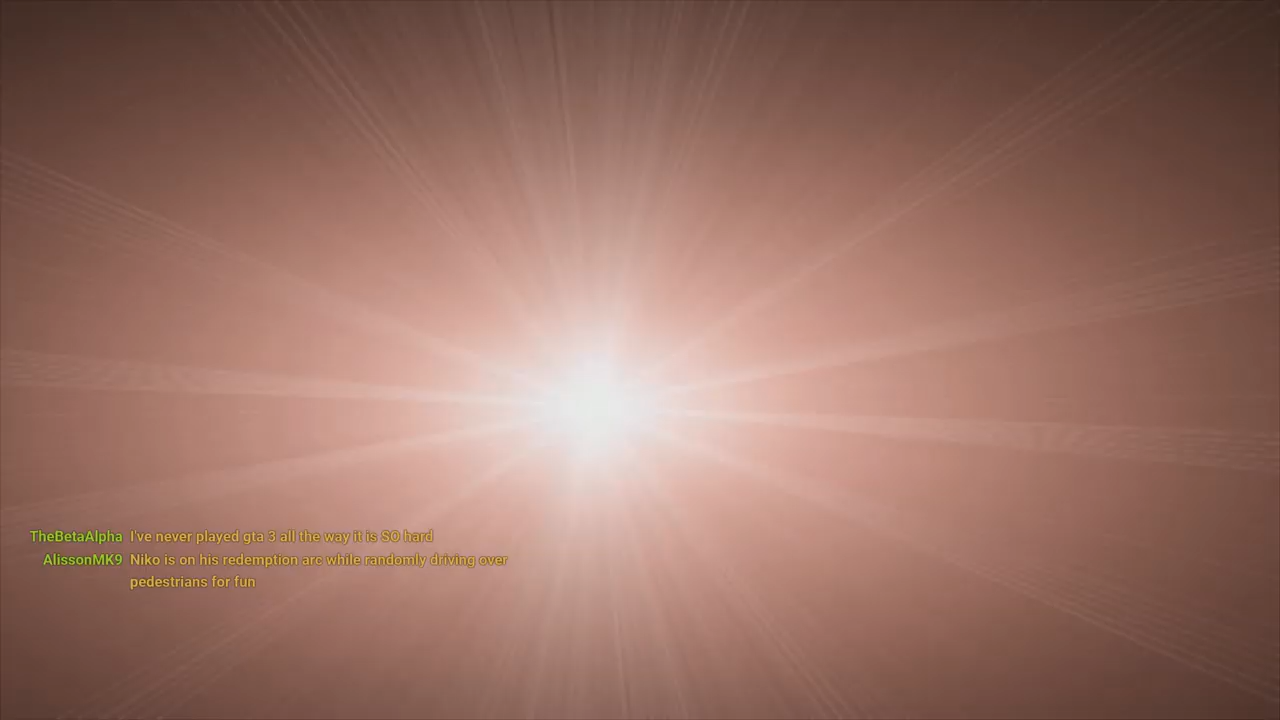 TheBetaAlpha I've never played gta 3 all the way it is SO hard
AlissonMK9 Niko is on his redemption arc while randomly driving over
pedestrians for fun